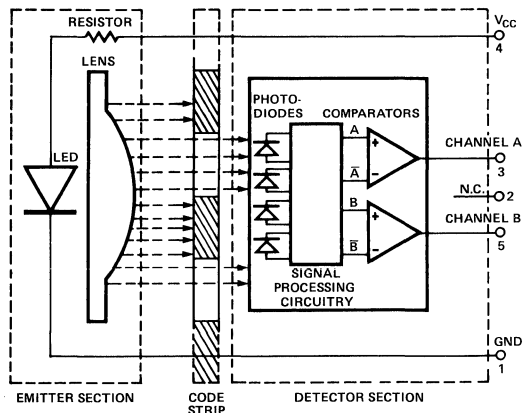 RESISTOR
VCC
4
LENS
LED
PHOTO-
DIODES
COMPARATORS
A
+
A̅
−
CHANNEL A
3
N.C.
2
B
+
B̅
−
CHANNEL B
5
SIGNAL
PROCESSING
CIRCUITRY
GND
1
EMITTER SECTION
CODE
STRIP
DETECTOR SECTION